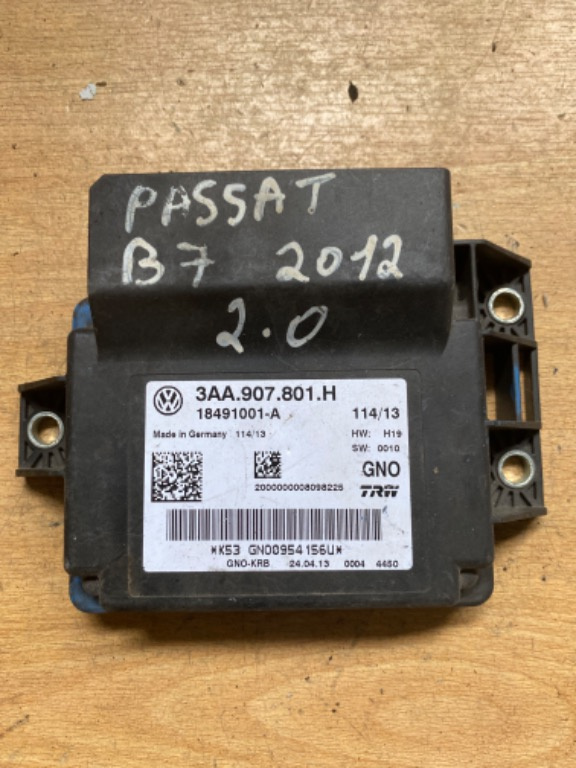 PASSAT
B7 2012
2.0
VW 3AA.907.801.H
18491001-A 114/13
Made in Germany 114/13 HW: H19
SW: 0010
GNO
2000000008098225 TRW
*K53 GN00954156U*
GNO-KRB 24.04.13 0004 4460